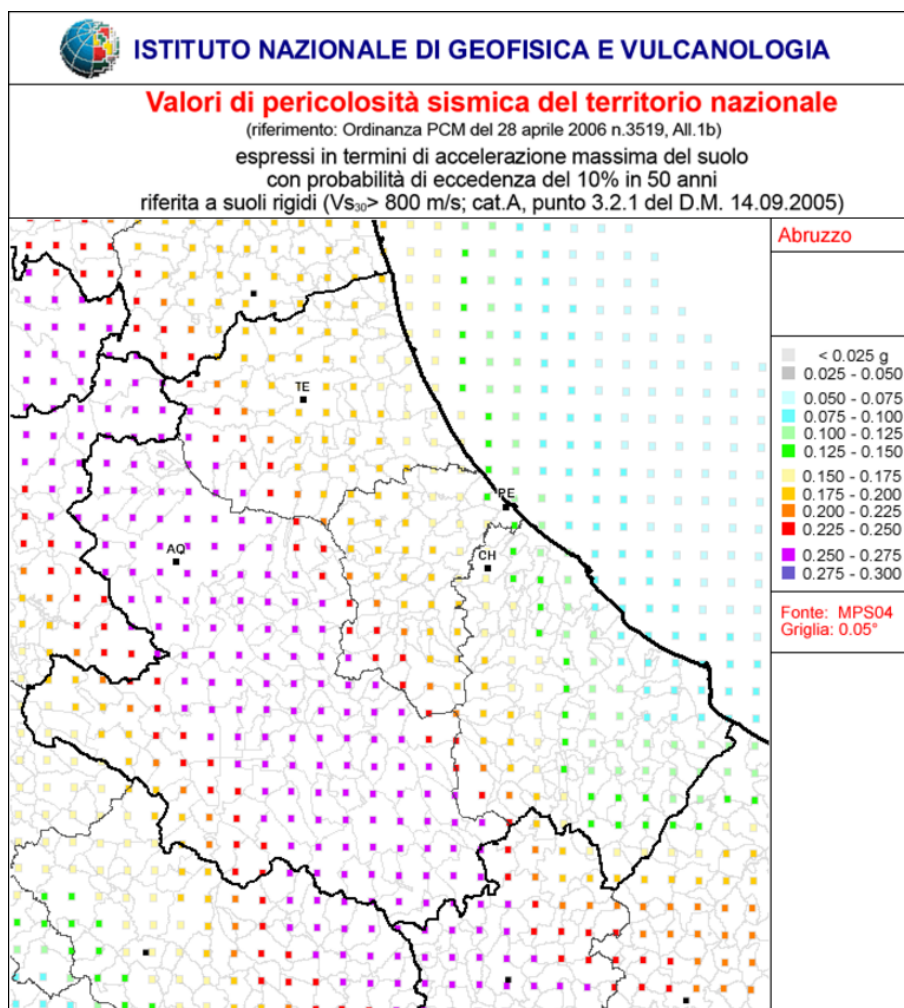 ISTITUTO NAZIONALE DI GEOFISICA E VULCANOLOGIA
Valori di pericolosità sismica del territorio nazionale
(riferimento: Ordinanza PCM del 28 aprile 2006 n.3519, All.1b)
espressi in termini di accelerazione massima del suolo
con probabilità di eccedenza del 10% in 50 anni
riferita a suoli rigidi (Vs30> 800 m/s; cat.A, punto 3.2.1 del D.M. 14.09.2005)
Abruzzo
< 0.025 g
0.025 - 0.050
0.050 - 0.075
0.075 - 0.100
0.100 - 0.125
0.125 - 0.150
0.150 - 0.175
0.175 - 0.200
0.200 - 0.225
0.225 - 0.250
0.250 - 0.275
0.275 - 0.300
Fonte: MPS04
Griglia: 0.05°
TE
PE
AQ
CH